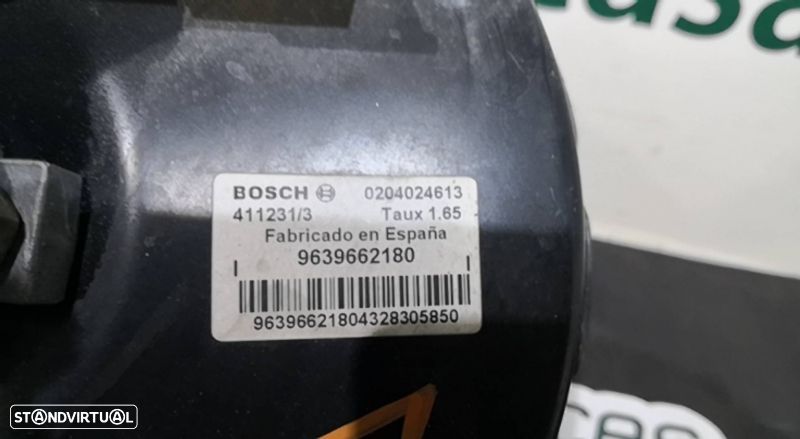 BOSCH 0204024613
411231/3 Taux 1.65
Fabricado en España
9639662180
96396621804328305850
STANDVIRTUAL